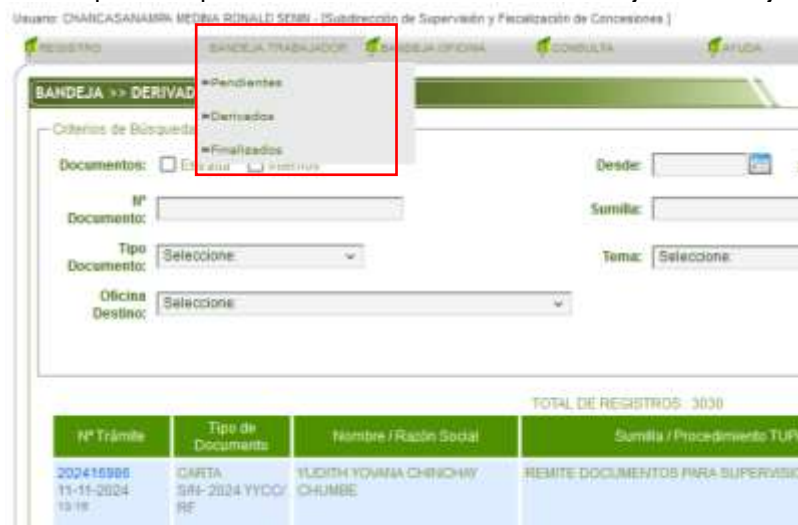 Usuario: CHANCASANAMPA MEDINA RONALD SENIN - [Subdirección de Supervisión y Fiscalización de Concesiones ]
REGISTRO BANDEJA TRABAJADOR BANDEJA OFICINA CONSULTA AYUDA
BANDEJA >> DERIVAD
Pendientes
Derivados
Finalizados
Criterios de Búsqueda
Documentos: Desde:
Nº Documento: Sumilla:
Tipo Documento: Seleccione Tema: Seleccione
Oficina Destino: Seleccione
TOTAL DE REGISTROS: 3030
Nº Trámite Tipo de Documento Nombre / Razón Social Sumilla / Procedimiento TUP
202415986 CARTA YUDITH YOVANA CHINCHAY REMITE DOCUMENTOS PARA SUPERVISI
11-11-2024 S/N- 2024 YYCC/ CHUMBE
RF